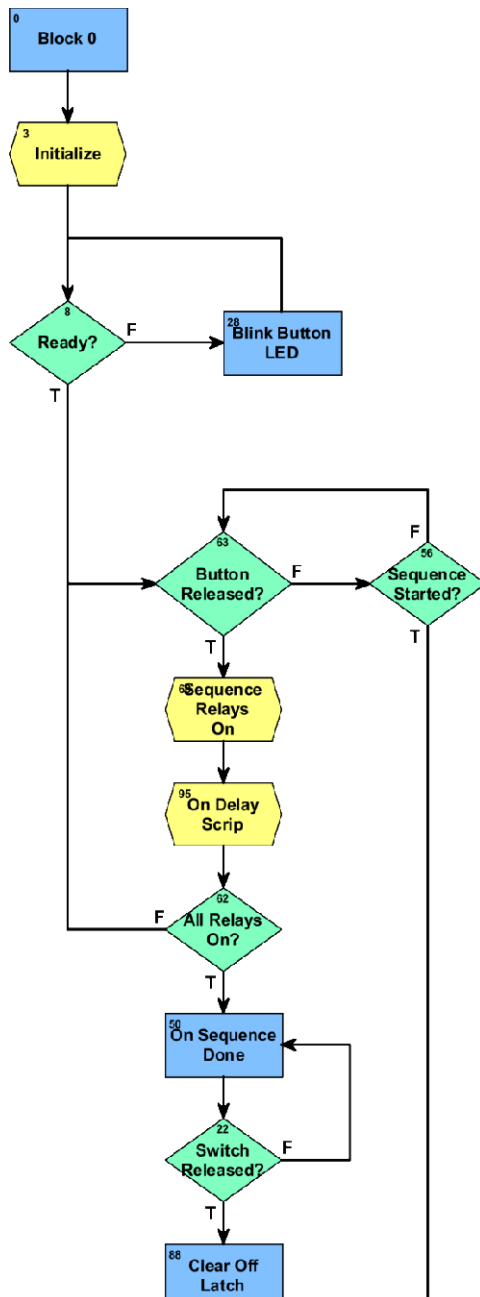 0
Block 0
3
Initialize
8
Ready?
F
T
28
Blink Button
LED
63
Button
Released?
F
T
F
56
Sequence
Started?
T
Sequence
Relays
On
95
On Delay
Scrip
62
All Relays
On?
F
T
50
On Sequence
Done
22
Switch
Released?
F
T
88
Clear Off
Latch